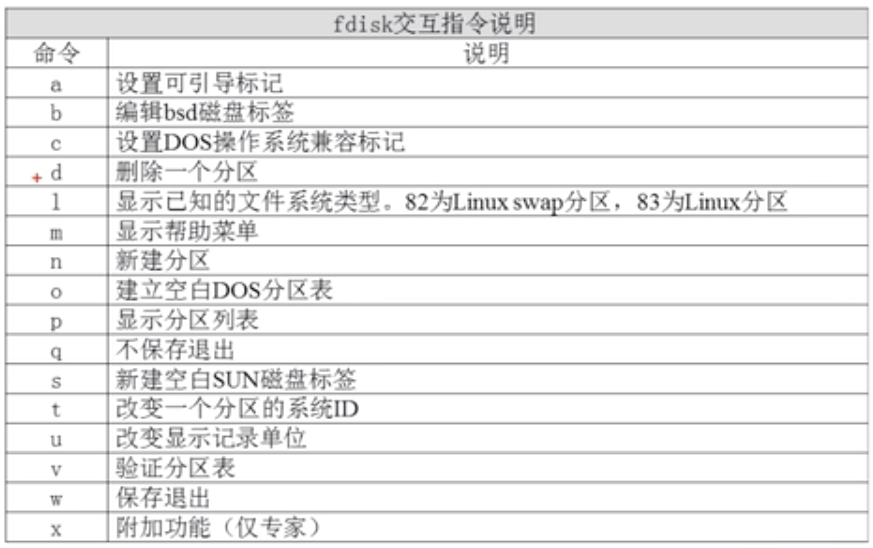 fdisk交互指令说明
命令 说明
a 设置可引导标记
b 编辑bsd磁盘标签
c 设置DOS操作系统兼容标记
d 删除一个分区
l 显示已知的文件系统类型。82为Linux swap分区，83为Linux分区
m 显示帮助菜单
n 新建分区
o 建立空白DOS分区表
p 显示分区列表
q 不保存退出
s 新建空白SUN磁盘标签
t 改变一个分区的系统ID
u 改变显示记录单位
v 验证分区表
w 保存退出
x 附加功能（仅专家）